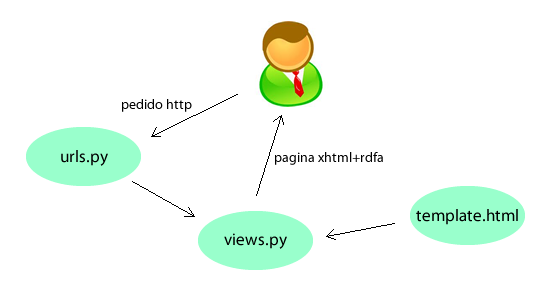 pedido http
urls.py
pagina xhtml+rdfa
template.html
views.py